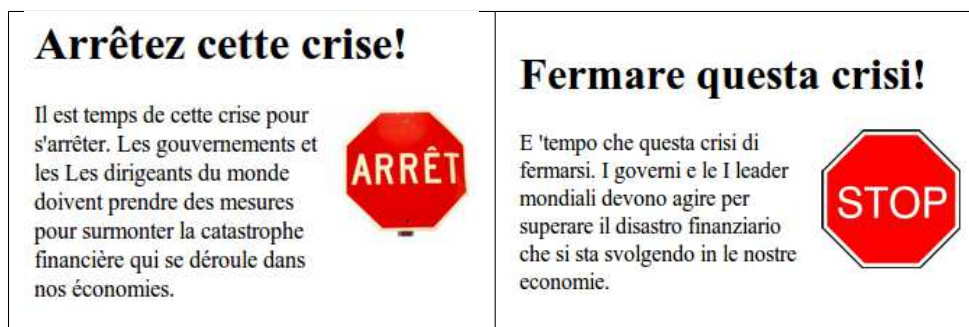 Arrêtez cette crise!
Il est temps de cette crise pour
s'arrêter. Les gouvernements et
les Les dirigeants du monde
doivent prendre des mesures
pour surmonter la catastrophe
financière qui se déroule dans
nos économies.
ARRÊT
Fermare questa crisi!
E 'tempo che questa crisi di
fermarsi. I governi e le I leader
mondiali devono agire per
superare il disastro finanziario
che si sta svolgendo in le nostre
economie.
STOP